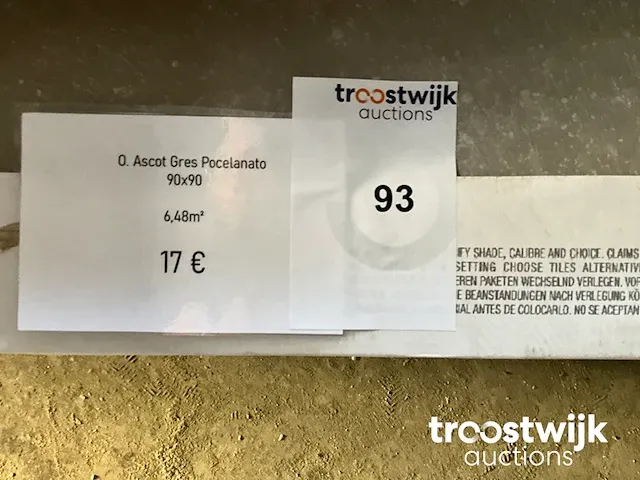 O. Ascot Gres Pocelanato
90x90
6,48m²
17 €
troostwijk
auctions
93
IFY SHADE, CALIBRE AND CHOICE. CLAIMS
SETTING CHOOSE TILES ALTERNATIV
EREN PAKETEN WECHSELND VERLEGEN. VOR
E BEANSTANDUNGEN NACH VERLEGUNG KÖ
IAL ANTES DE COLOCARLO. NO SE ACEPTAN
troostwijk
auctions